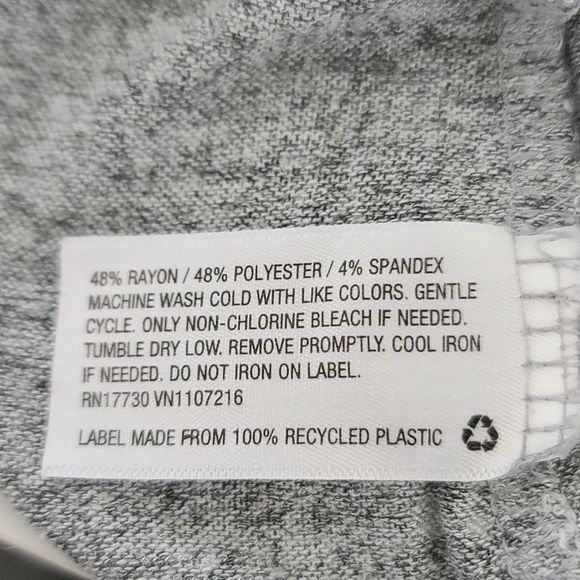 48% RAYON / 48% POLYESTER / 4% SPANDEX
MACHINE WASH COLD WITH LIKE COLORS. GENTLE
CYCLE. ONLY NON-CHLORINE BLEACH IF NEEDED.
TUMBLE DRY LOW. REMOVE PROMPTLY. COOL IRON
IF NEEDED. DO NOT IRON ON LABEL.
RN17730 VN1107216
LABEL MADE FROM 100% RECYCLED PLASTIC